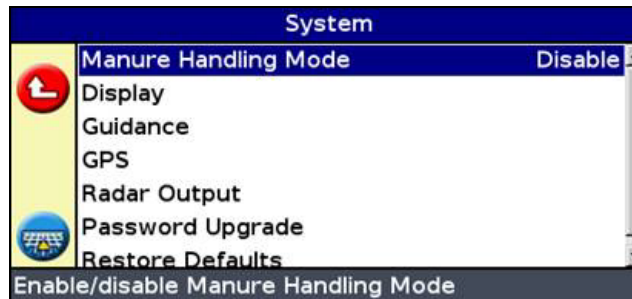 System
Manure Handling Mode Disable
Display
Guidance
GPS
Radar Output
Password Upgrade
Restore Defaults
Enable/disable Manure Handling Mode